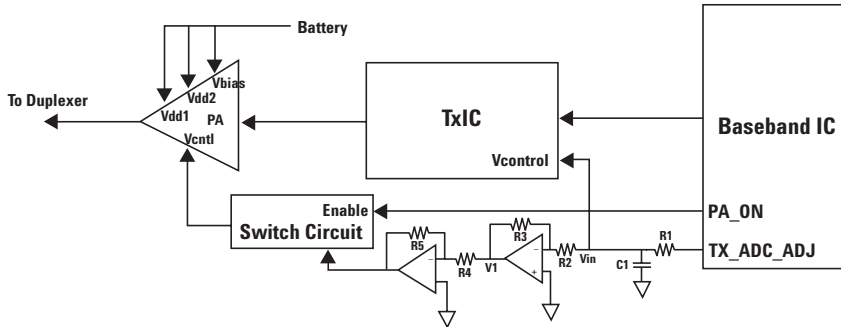 Battery
Vbias
Vdd2
To Duplexer
Vdd1
PA
TxIC
Baseband IC
Vcntl
Vcontrol
Enable
PA_ON
Switch Circuit
R5
R3
R1
TX_ADC_ADJ
R4
V1
R2
Vin
C1
−
+
−